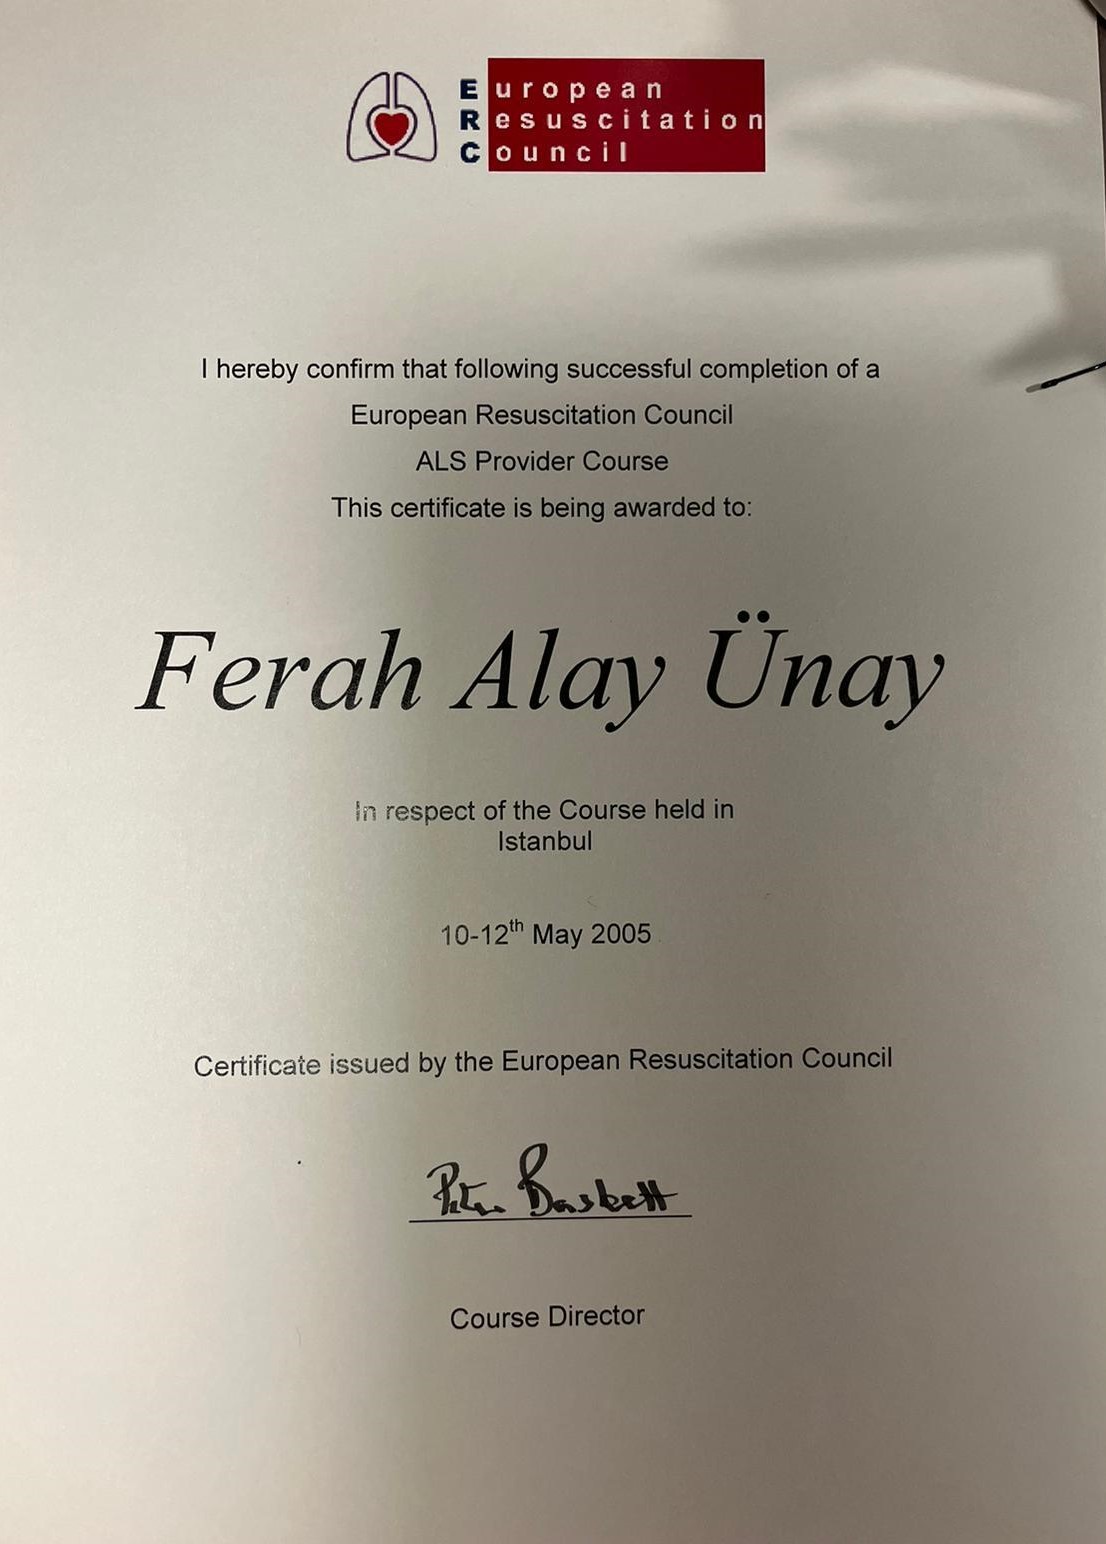 European
Resuscitation
Council
I hereby confirm that following successful completion of a
European Resuscitation Council
ALS Provider Course
This certificate is being awarded to:
Ferah Alay Ünay
In respect of the Course held in
Istanbul
10-12th May 2005
Certificate issued by the European Resuscitation Council
Peter Baskett
Course Director